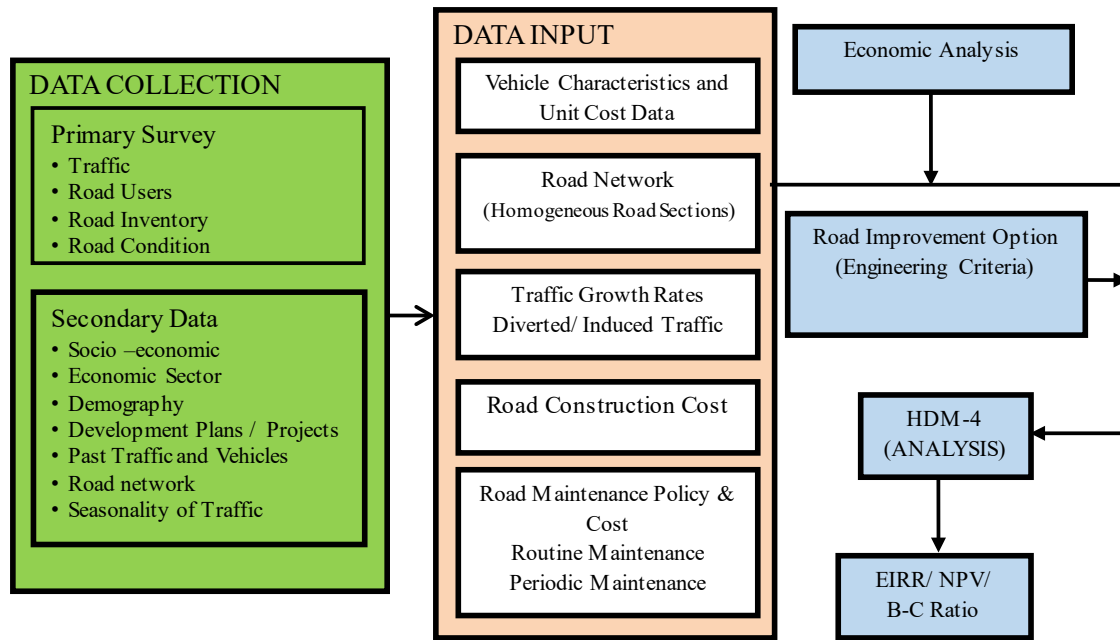 DATA COLLECTION
Primary Survey
• Traffic
• Road Users
• Road Inventory
• Road Condition
Secondary Data
• Socio –economic
• Economic Sector
• Demography
• Development Plans / Projects
• Past Traffic and Vehicles
• Road network
• Seasonality of Traffic
DATA INPUT
Vehicle Characteristics and
Unit Cost Data
Road Network
(Homogeneous Road Sections)
Traffic Growth Rates
Diverted/ Induced Traffic
Road Construction Cost
Road Maintenance Policy &
Cost
Routine Maintenance
Periodic Maintenance
Economic Analysis
Road Improvement Option
(Engineering Criteria)
HDM-4
(ANALYSIS)
EIRR/ NPV/
B-C Ratio